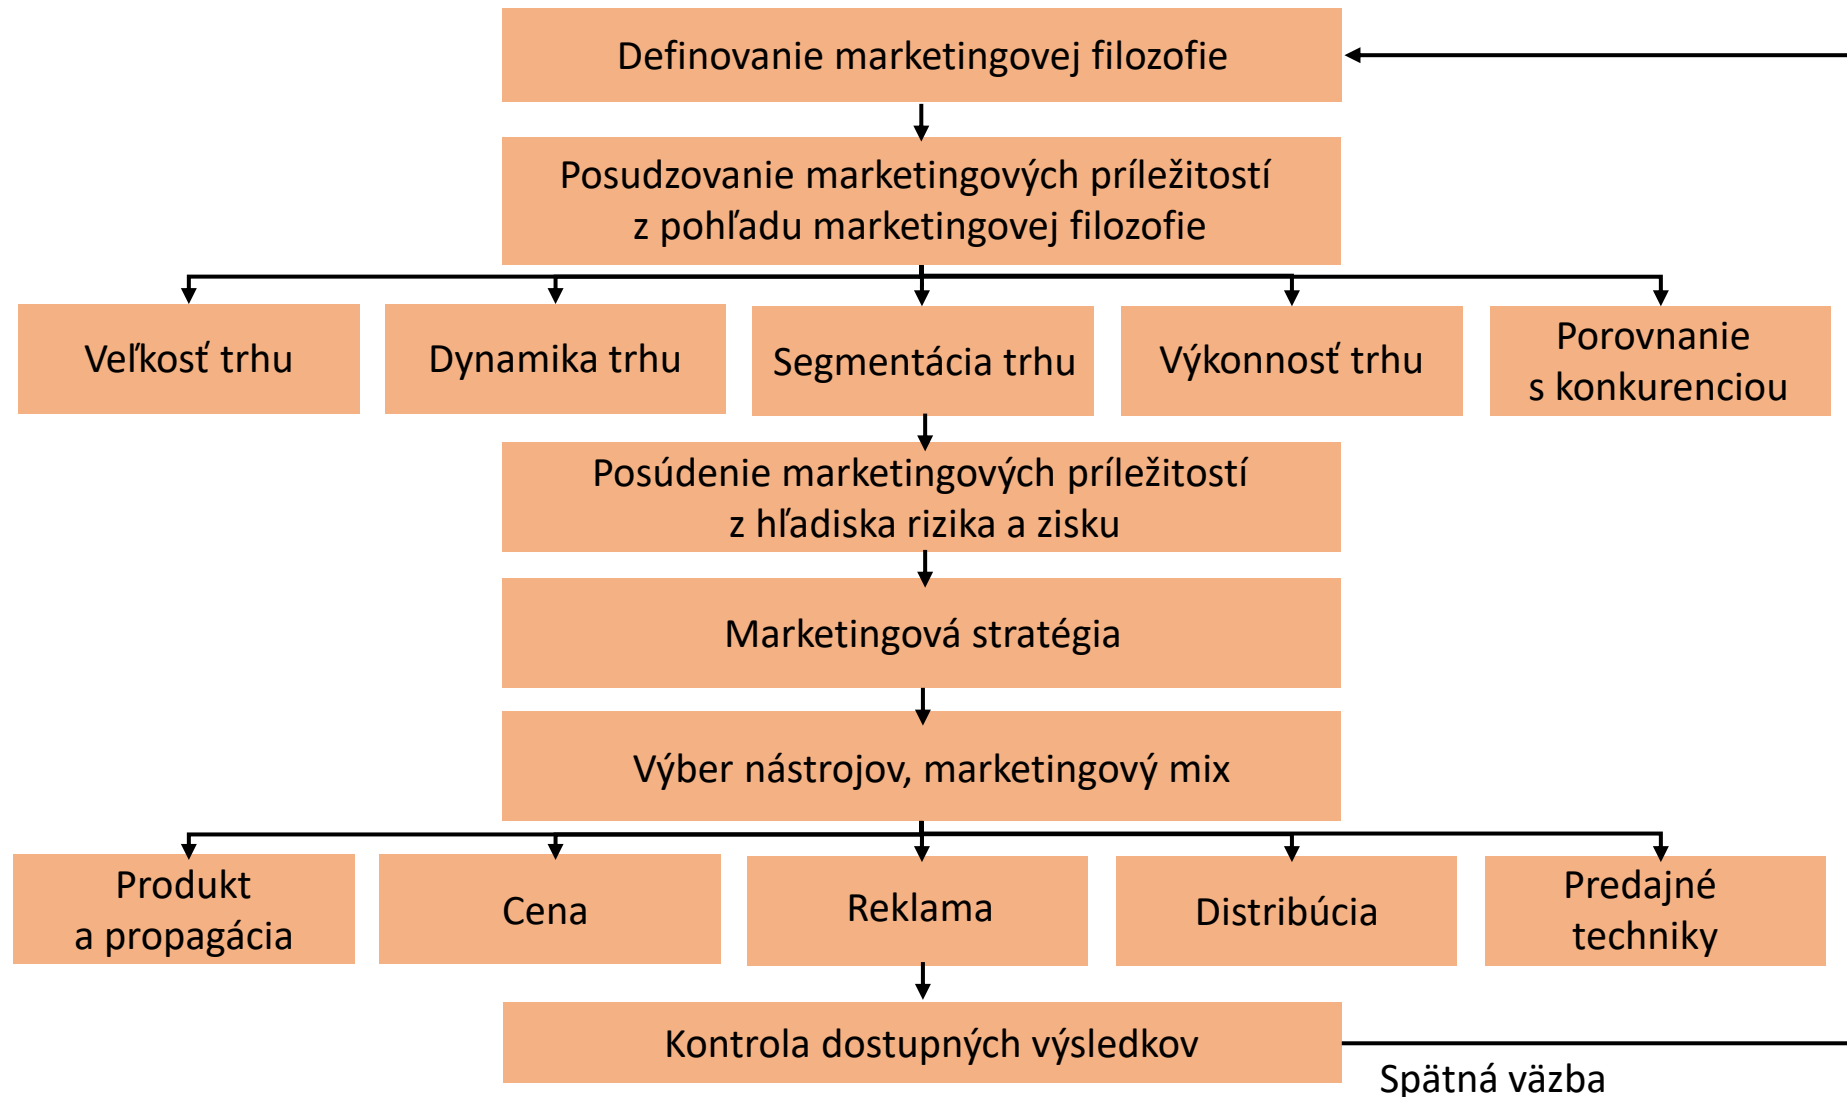 Definovanie marketingovej filozofie
Posudzovanie marketingových príležitostí
z pohľadu marketingovej filozofie
Veľkosť trhu
Dynamika trhu
Segmentácia trhu
Výkonnosť trhu
Porovnanie
s konkurenciou
Posúdenie marketingových príležitostí
z hľadiska rizika a zisku
Marketingová stratégia
Výber nástrojov, marketingový mix
Produkt
a propagácia
Cena
Reklama
Distribúcia
Predajné
techniky
Kontrola dostupných výsledkov
Spätná väzba